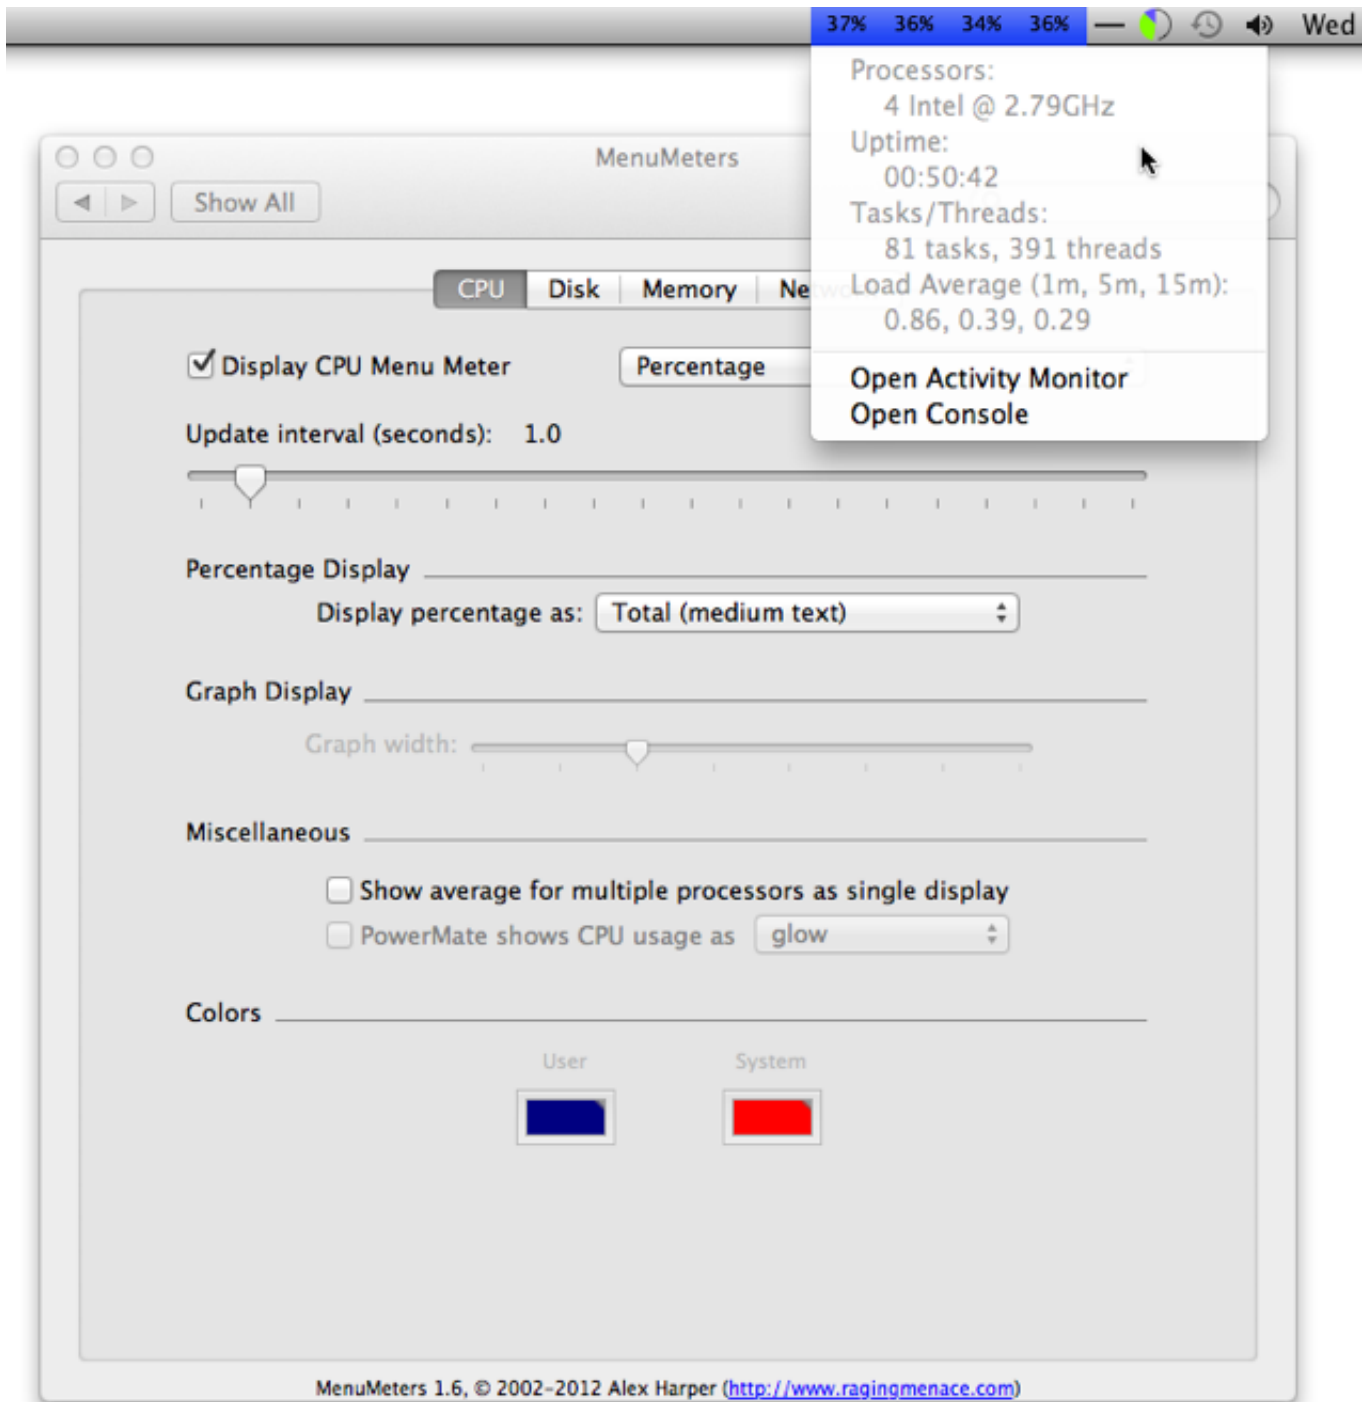 37% 36% 34% 36% Wed
Processors:
4 Intel @ 2.79GHz
Uptime:
00:50:42
Tasks/Threads:
81 tasks, 391 threads
Load Average (1m, 5m, 15m):
0.86, 0.39, 0.29
Open Activity Monitor
Open Console
MenuMeters
Show All
CPU Disk Memory Ne
Display CPU Menu Meter Percentage
Update interval (seconds): 1.0
Percentage Display
Display percentage as: Total (medium text)
Graph Display
Graph width:
Miscellaneous
Show average for multiple processors as single display
PowerMate shows CPU usage as glow
Colors
User System
MenuMeters 1.6, © 2002-2012 Alex Harper (http://www.ragingmenace.com)